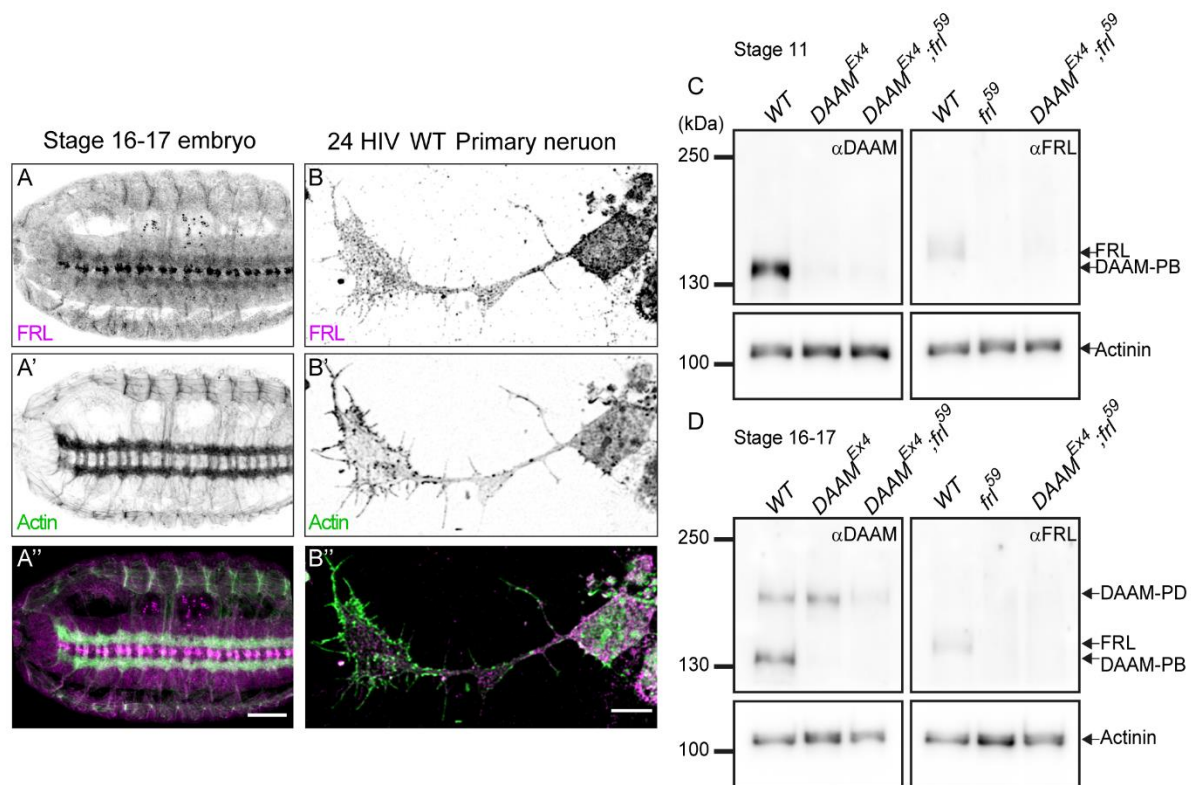 Stage 16-17 embryo
24 HIV WT Primary neruon
A
FRL
A'
Actin
A''
B
FRL
B'
Actin
B''
C
Stage 11
(kDa)
WT
DAAM^Ex4
DAAM^Ex4;frl^59
WT
frl^59
DAAM^Ex4;frl^59
250
αDAAM
αFRL
FRL
DAAM-PB
130
Actinin
100
D
Stage 16-17
WT
DAAM^Ex4
DAAM^Ex4;frl^59
WT
frl^59
DAAM^Ex4;frl^59
250
αDAAM
αFRL
DAAM-PD
FRL
DAAM-PB
130
Actinin
100